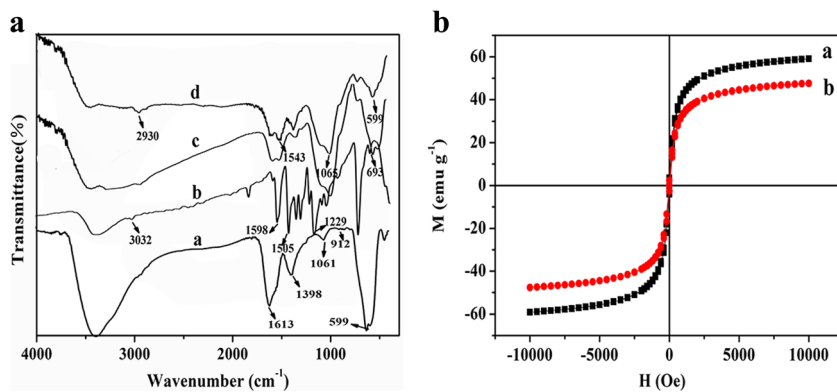 a
Transmittance(%)
d
c
b
a
2930
599
1543
1065
693
3032
1598
1505
1229
912
1061
1398
1613
599
4000
3000
2000
1000
Wavenumber (cm⁻¹)
b
M (emu g⁻¹)
60
40
20
0
-20
-40
-60
a
b
-10000
-5000
0
5000
10000
H (Oe)